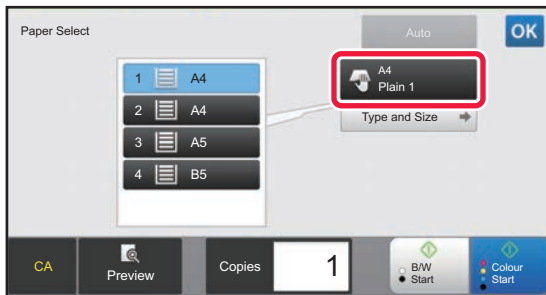 Paper Select
Auto
OK
1 A4
2 A4
3 A5
4 B5
A4
Plain 1
Type and Size
CA
Preview
Copies
1
B/W
Start
Colour
Start